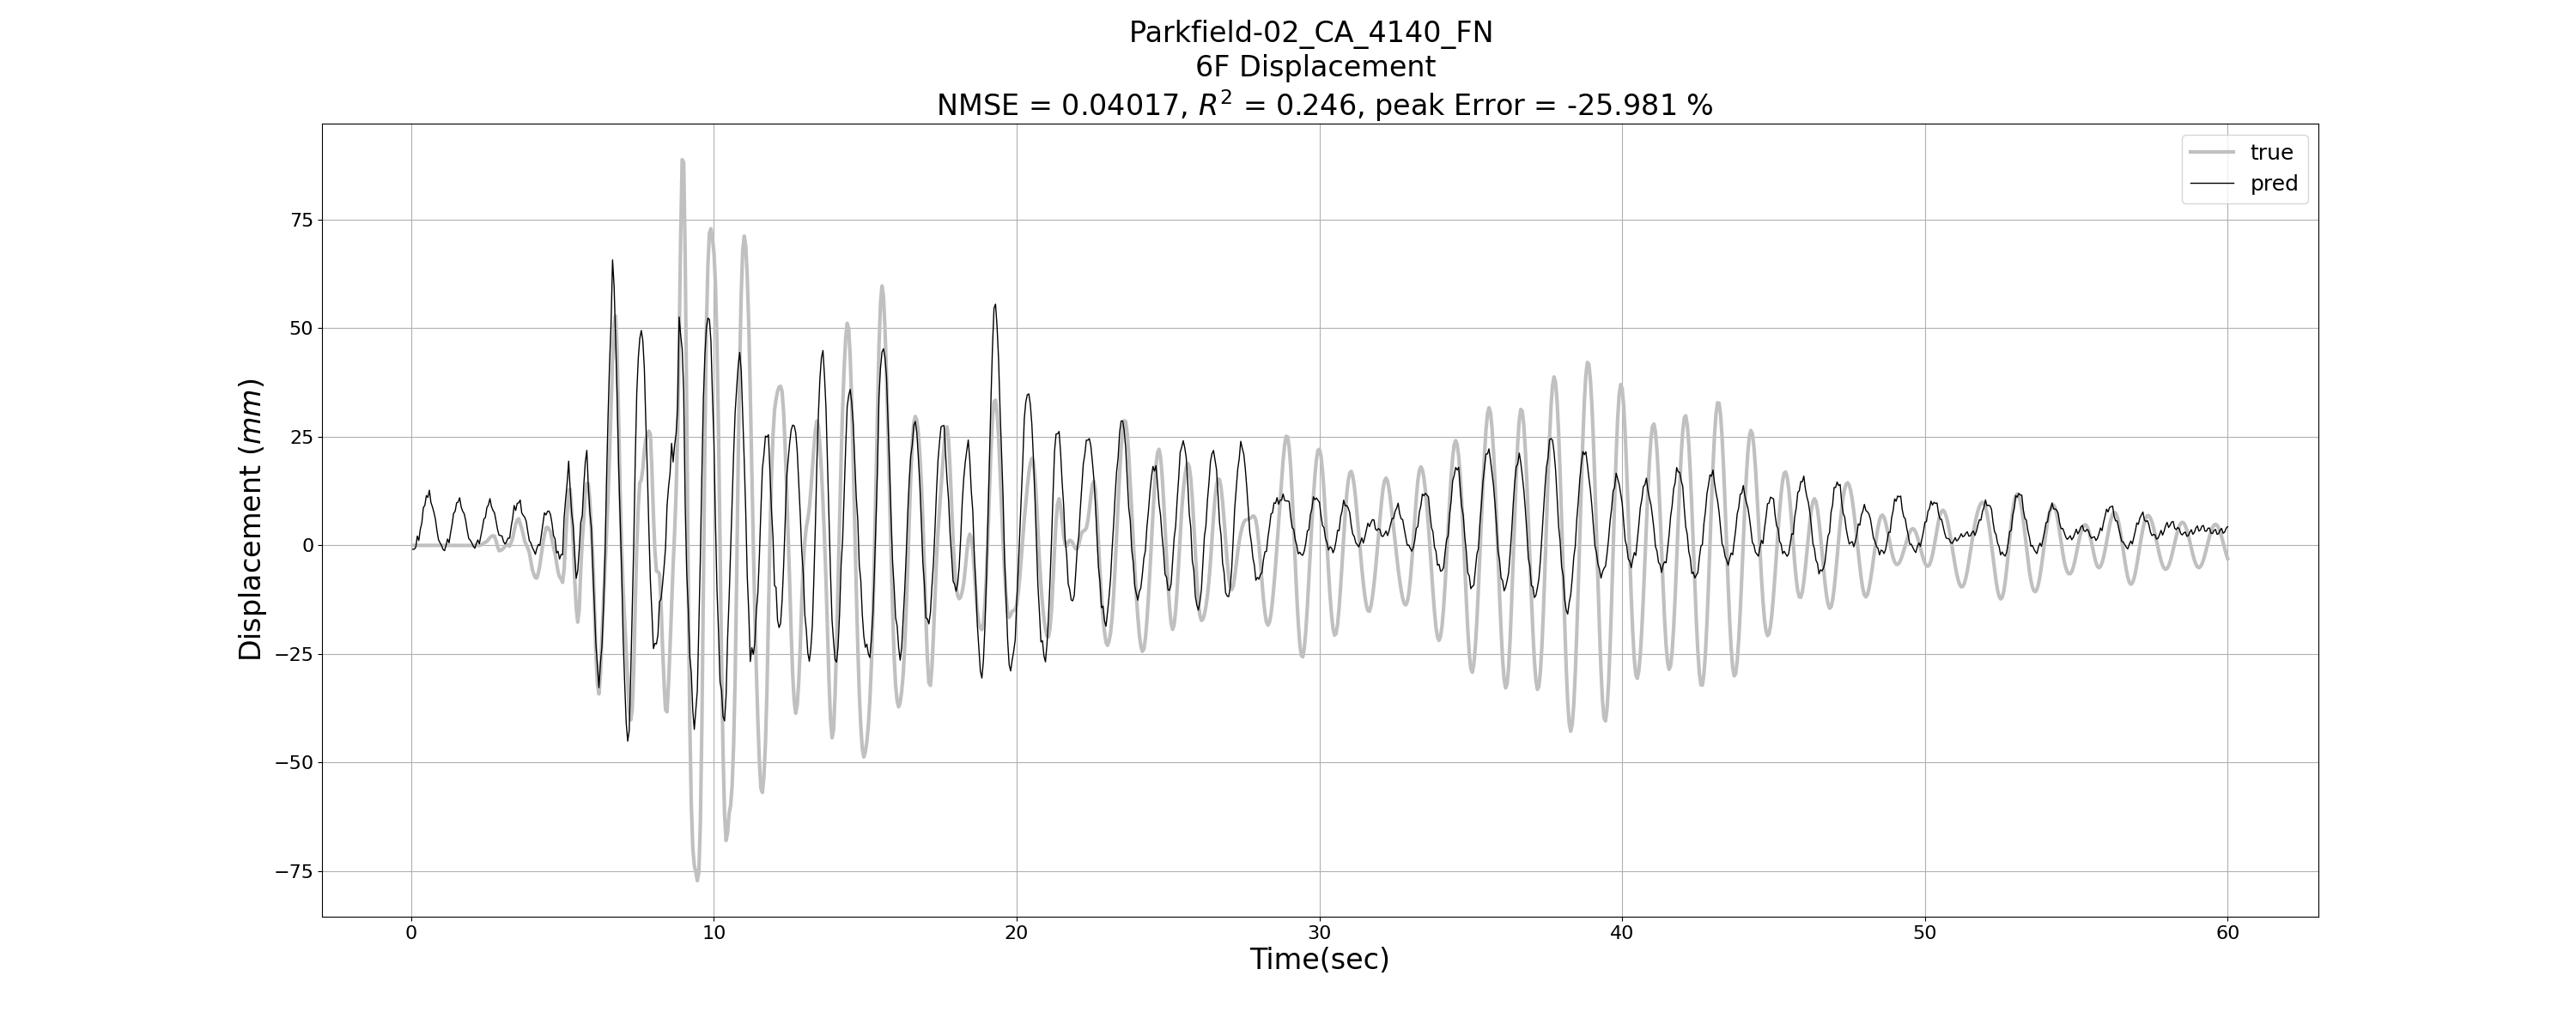 Parkfield-02_CA_4140_FN
6F Displacement
NMSE = 0.04017, R² = 0.246, peak Error = -25.981 %
true
pred
75
50
25
0
−25
−50
−75
Displacement (mm)
0 10 20 30 40 50 60
Time(sec)